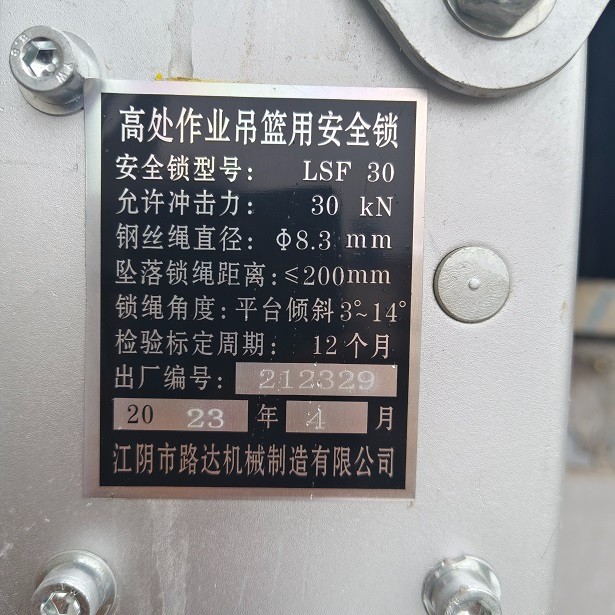 高处作业吊篮用安全锁
安全锁型号: LSF 30
允许冲击力: 30 kN
钢丝绳直径: Φ8.3 mm
坠落锁绳距离:≤200mm
锁绳角度:平台倾斜3°~14°
检验标定周期: 12个月
出厂编号: 212329
20 23 年 4 月
江阴市路达机械制造有限公司